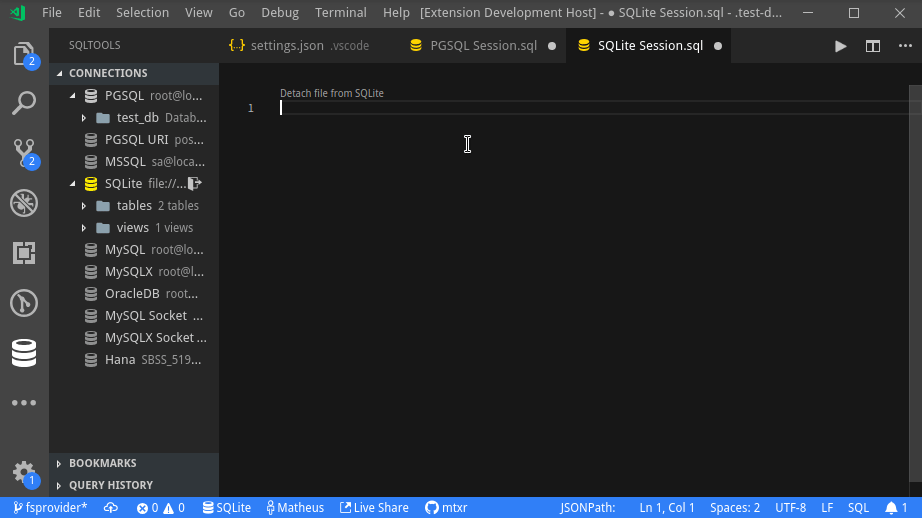 File Edit Selection View Go Debug Terminal Help [Extension Development Host] - ● SQLite Session.sql - .test-d...
SQLTOOLS
{..} settings.json .vscode
PGSQL Session.sql
SQLite Session.sql
CONNECTIONS
PGSQL root@lo...
test_db Datab...
PGSQL URI pos...
MSSQL sa@loca...
SQLite file://...
tables 2 tables
views 1 views
MySQL root@lo...
MySQLX root@l...
OracleDB root...
MySQL Socket ...
MySQLX Socket ...
Hana SBSS_519...
BOOKMARKS
QUERY HISTORY
2
2
1
Detach file from SQLite
1
fsprovider* 0 0 SQLite Matheus Live Share mtxr JSONPath: Ln 1, Col 1 Spaces: 2 UTF-8 LF SQL 1